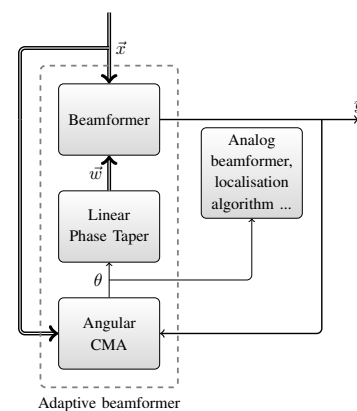 x⃗
Beamformer
Analog
beamformer,
localisation
algorithm ...
w⃗
Linear
Phase Taper
θ
Angular
CMA
Adaptive beamformer